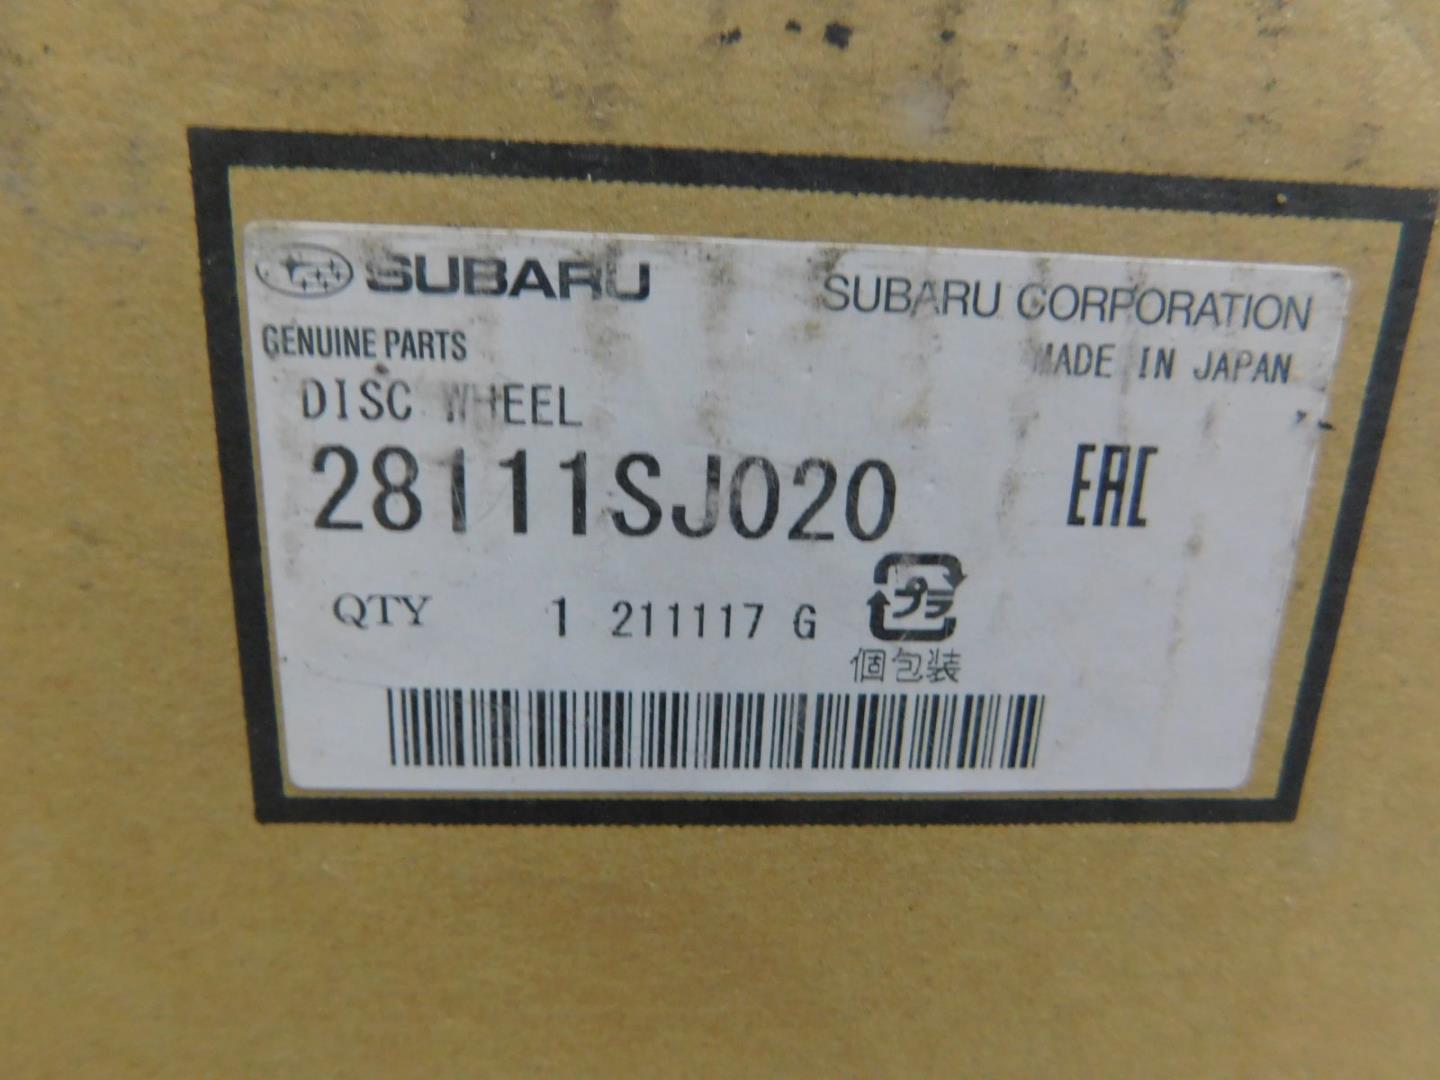 SUBARU
SUBARU CORPORATION
GENUINE PARTS
MADE IN JAPAN
DISC WHEEL
28111SJ020
EAC
QTY 1 211117 G
プラ
個包装